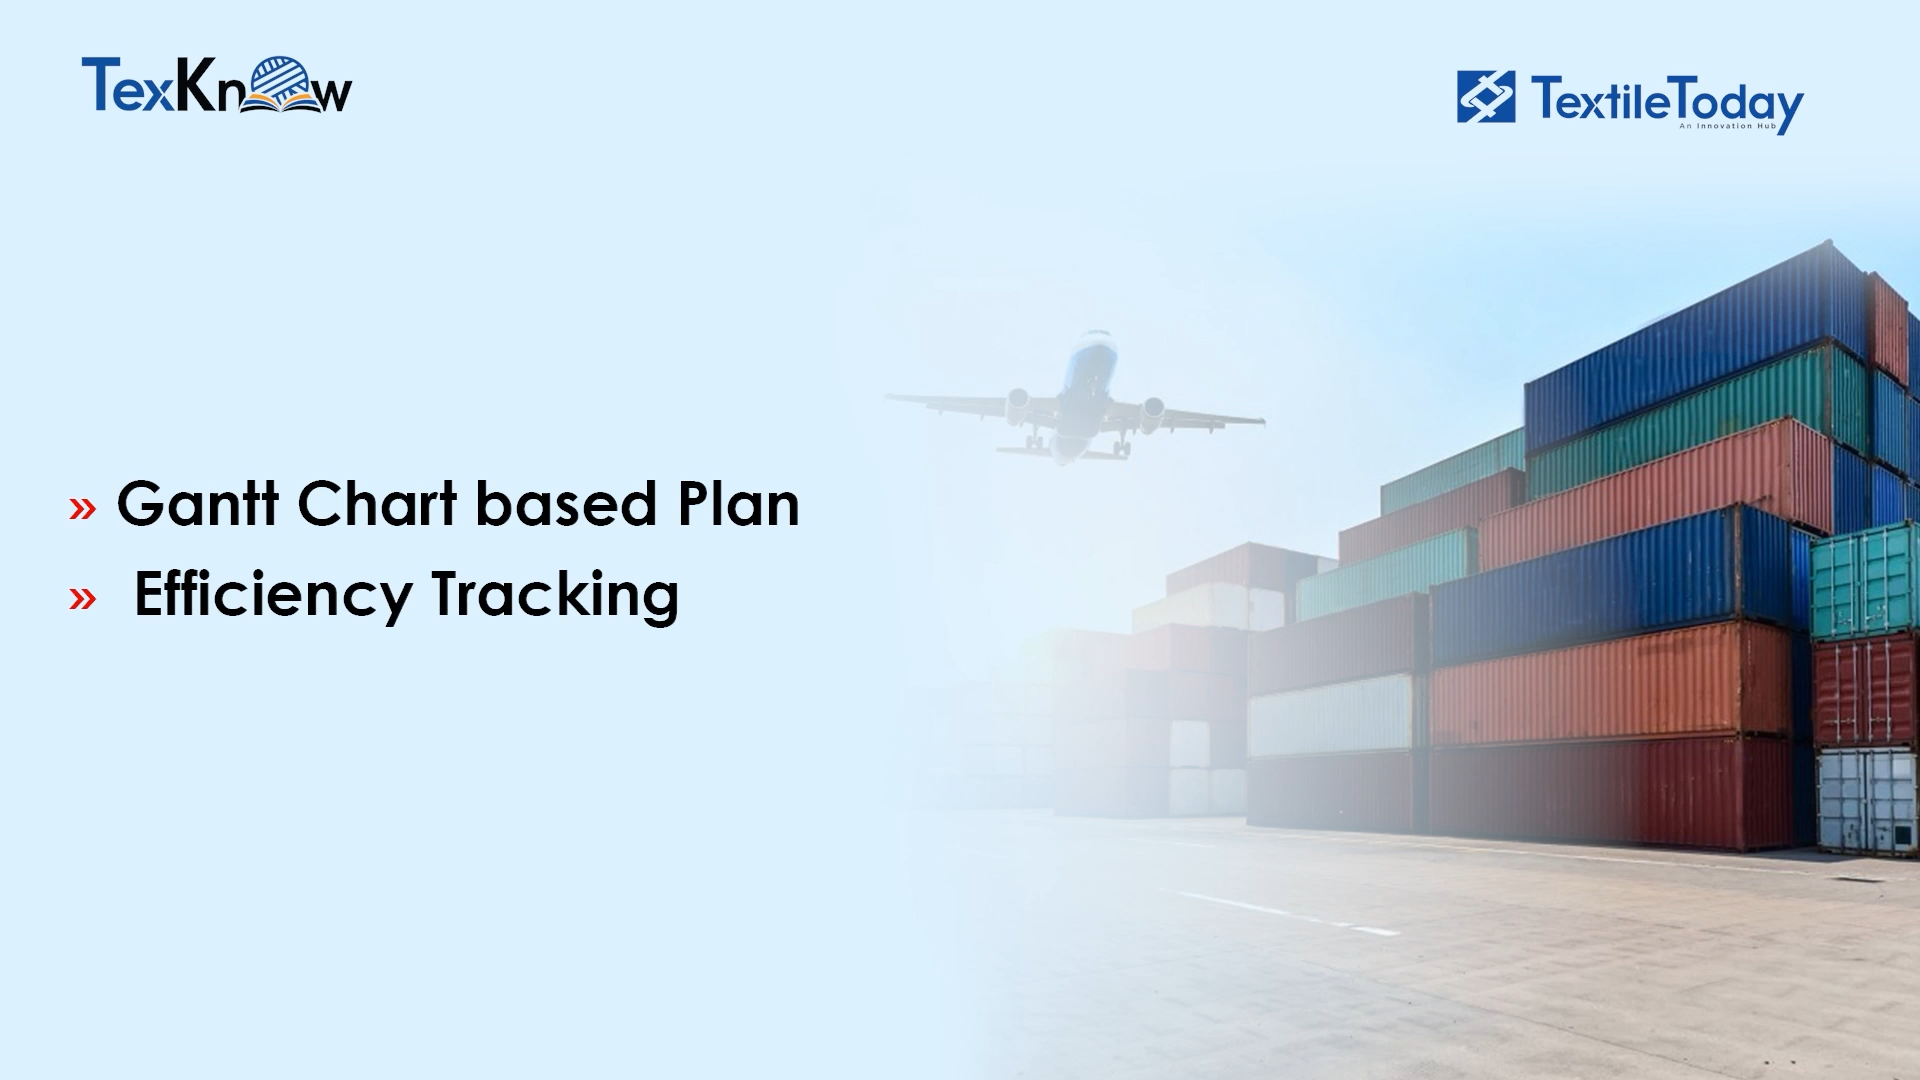 TexKnow
TextileToday
An Innovation Hub
» Gantt Chart based Plan
» Efficiency Tracking